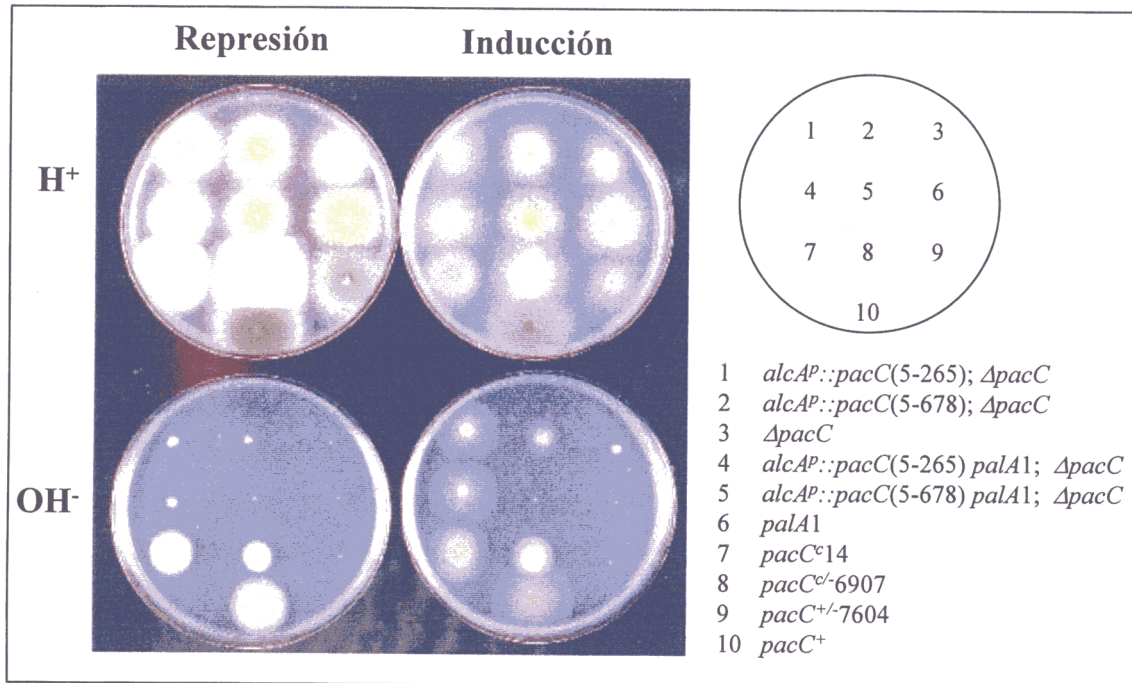 Represión Inducción
H⁺
OH⁻
1 2 3
4 5 6
7 8 9
10
1 alcAᵖ::pacC(5-265); ΔpacC
2 alcAᵖ::pacC(5-678); ΔpacC
3 ΔpacC
4 alcAᵖ::pacC(5-265) palA1; ΔpacC
5 alcAᵖ::pacC(5-678) palA1; ΔpacC
6 palA1
7 pacCᶜ14
8 pacCᶜ/⁻6907
9 pacC⁺/⁻7604
10 pacC⁺